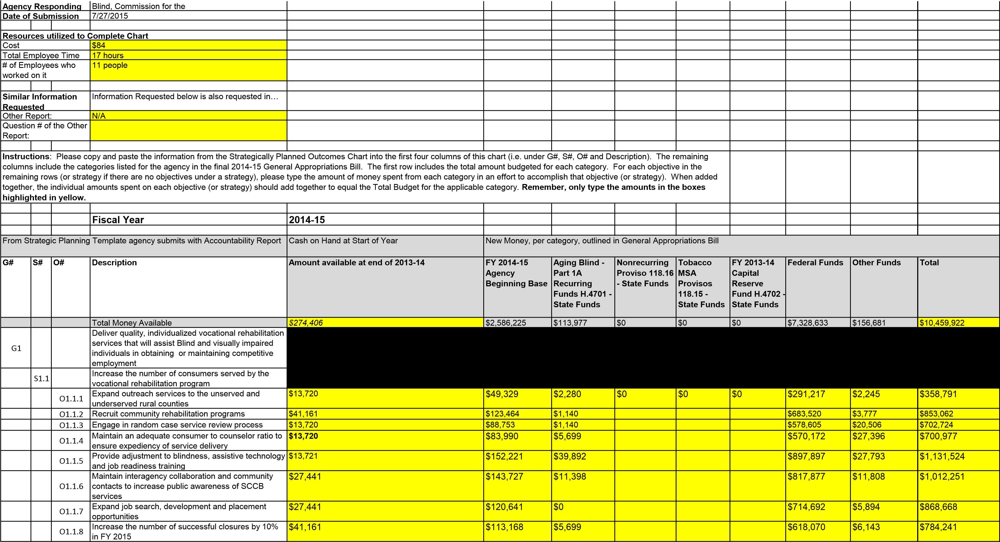 Agency Responding Blind, Commission for the
Date of Submission 7/27/2015
Resources utilized to Complete Chart
Cost $84
Total Employee Time 17 hours
# of Employees who 11 people
worked on it
Similar Information Information Requested below is also requested in…
Requested
Other Report: N/A
Question # of the Other
Report:
Instructions:  Please copy and paste the information from the Strategically Planned Outcomes Chart into the first four columns of this chart (i.e. under G#, S#, O# and Description).  The remaining
columns include the categories listed for the agency in the final 2014-15 General Appropriations Bill.  The first row includes the total amount budgeted for each category.  For each objective in the
remaining rows (or strategy if there are no objectives under a strategy), please type the amount of money spent from each category in an effort to accomplish that objective (or strategy).  When added
together, the individual amounts spent on each objective (or strategy) should add together to equal the Total Budget for the applicable category. Remember, only type the amounts in the boxes
highlighted in yellow.
Fiscal Year 2014-15
From Strategic Planning Template agency submits with Accountability Report Cash on Hand at Start of Year New Money, per category, outlined in General Appropriations Bill
G# S# O# Description Amount available at end of 2013-14 FY 2014-15 Aging Blind - Nonrecurring Tobacco FY 2013-14 Federal Funds Other Funds Total
Agency Part 1A Proviso 118.16 MSA Capital
Beginning Base Recurring - State Funds Provisos Reserve
Funds H.4701 - 118.15 - Fund H.4702 -
State Funds State Funds State Funds
Total Money Available $274,406 $2,586,225 $113,977 $0 $0 $0 $7,328,633 $156,681 $10,459,922
Deliver quality, individualized vocational rehabilitation
services that will assist Blind and visually impaired
G1 individuals in obtaining  or maintaining competitive
employment
S1.1 Increase the number of consumers served by the
vocational rehabilitation program
O1.1.1 Expand outreach services to the unserved and $13,720 $49,329 $2,280 $0 $0 $0 $291,217 $2,245 $358,791
underserved rural counties
O1.1.2 Recruit community rehabilitation programs $41,161 $123,464 $1,140 $683,520 $3,777 $853,062
O1.1.3 Engage in random case service review process $13,720 $88,753 $1,140 $578,605 $20,506 $702,724
O1.1.4 Maintain an adequate consumer to counselor ratio to $13,720 $83,990 $5,699 $570,172 $27,396 $700,977
ensure expediency of service delivery
O1.1.5 Provide adjustment to blindness, assistive technology $13,721 $152,221 $39,892 $897,897 $27,793 $1,131,524
and job readiness training
O1.1.6 Maintain interagency collaboration and community $27,441 $143,727 $11,398 $817,877 $11,808 $1,012,251
contacts to increase public awareness of SCCB
services
O1.1.7 Expand job search, development and placement $27,441 $120,641 $0 $714,692 $5,894 $868,668
opportunities
O1.1.8 Increase the number of successful closures by 10% $41,161 $113,168 $5,699 $618,070 $6,143 $784,241
in FY 2015